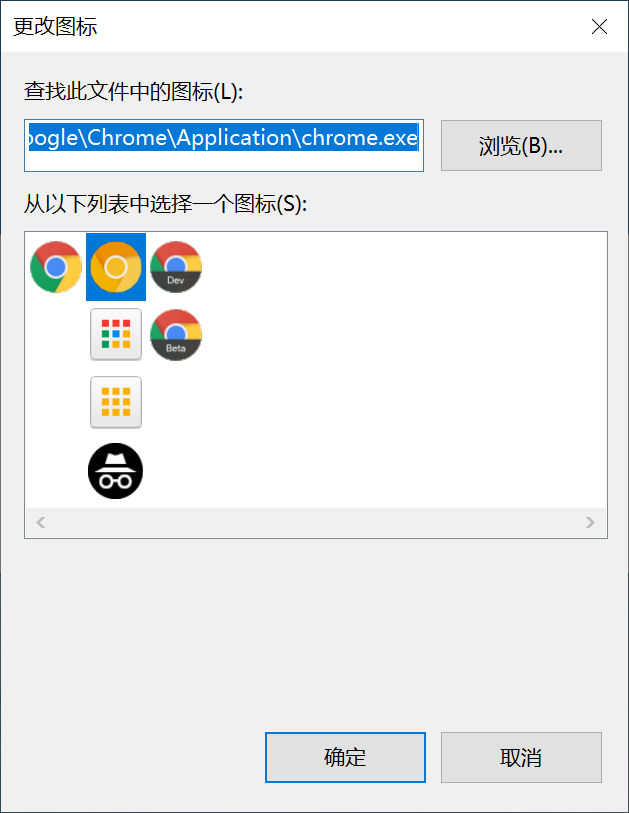 更改图标
查找此文件中的图标(L):
oogle\Chrome\Application\chrome.exe
浏览(B)...
从以下列表中选择一个图标(S):
Dev
Beta
确定
取消